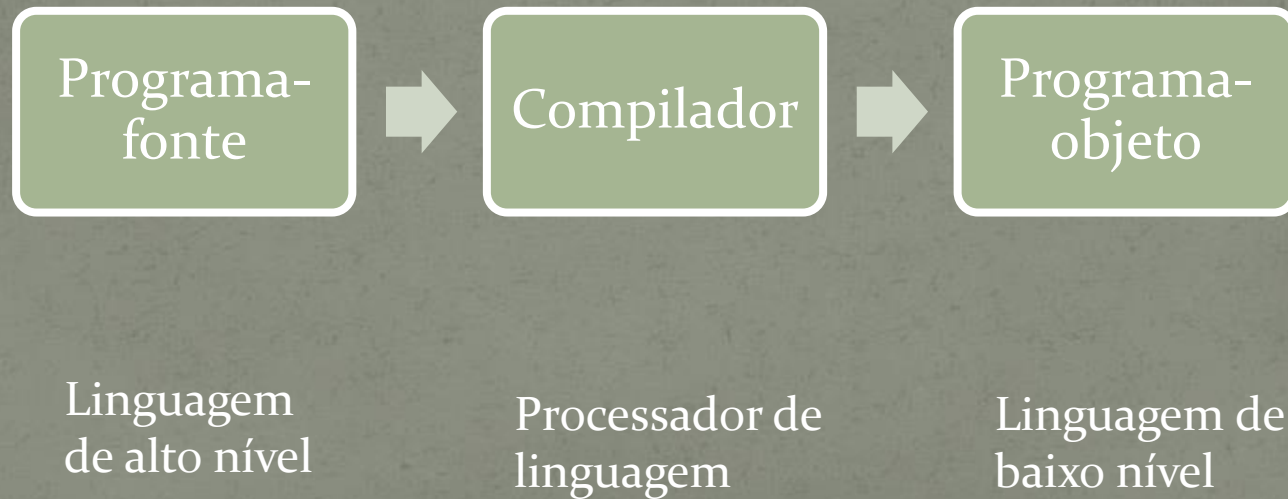 Programa-
fonte
Compilador
Programa-
objeto
Linguagem
de alto nível
Processador de
linguagem
Linguagem de
baixo nível